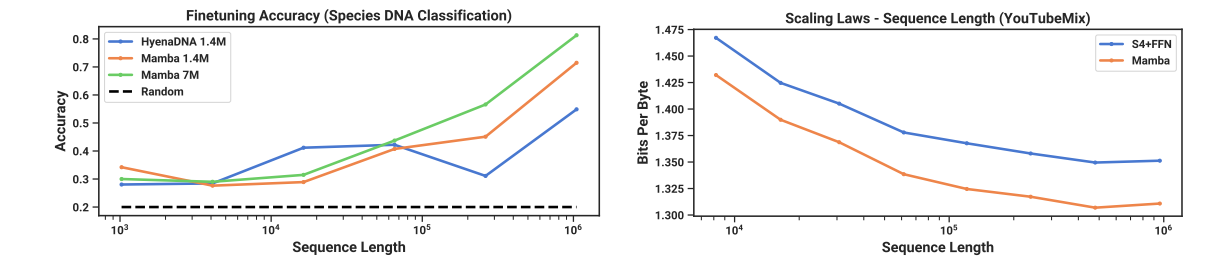 Finetuning Accuracy (Species DNA Classification)
Accuracy
0.8
0.7
0.6
0.5
0.4
0.3
0.2
HyenaDNA 1.4M
Mamba 1.4M
Mamba 7M
Random
10³
10⁴
10⁵
10⁶
Sequence Length
Scaling Laws - Sequence Length (YouTubeMix)
Bits Per Byte
1.475
1.450
1.425
1.400
1.375
1.350
1.325
1.300
S4+FFN
Mamba
10⁴
10⁵
10⁶
Sequence Length